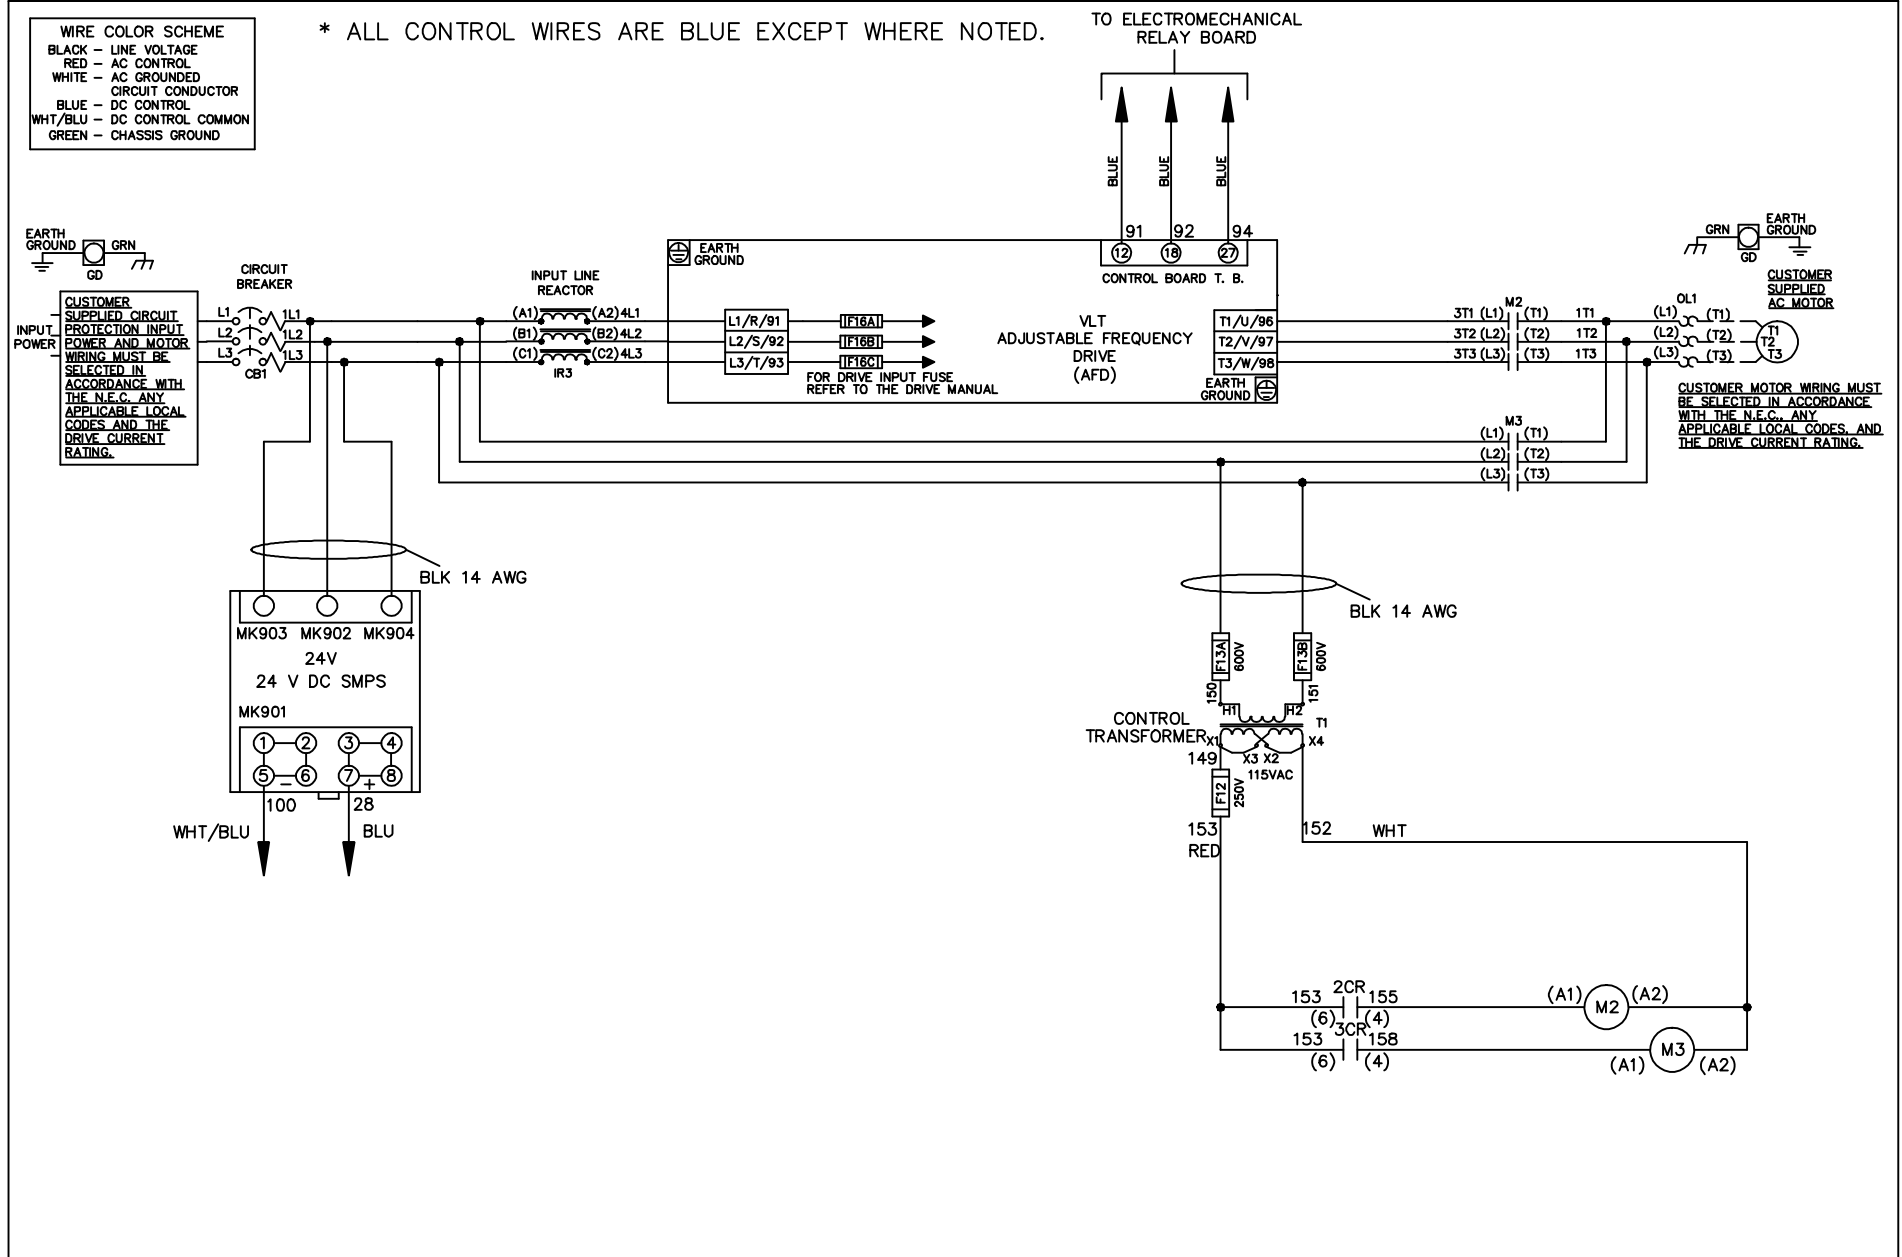 WIRE COLOR SCHEME
BLACK – LINE VOLTAGE
RED – AC CONTROL
WHITE – AC GROUNDED
CIRCUIT CONDUCTOR
BLUE – DC CONTROL
WHT/BLU – DC CONTROL COMMON
GREEN – CHASSIS GROUND
* ALL CONTROL WIRES ARE BLUE EXCEPT WHERE NOTED.
TO ELECTROMECHANICAL
RELAY BOARD
BLUE
BLUE
BLUE
91
92
94
12
18
27
CONTROL BOARD T. B.
EARTH
GROUND
GRN
GD
INPUT
POWER
CUSTOMER
SUPPLIED CIRCUIT
PROTECTION INPUT
POWER AND MOTOR
WIRING MUST BE
SELECTED IN
ACCORDANCE WITH
THE N.E.C. ANY
APPLICABLE LOCAL
CODES AND THE
DRIVE CURRENT
RATING.
CIRCUIT
BREAKER
L1
1L1
L2
1L2
L3
1L3
CB1
INPUT LINE
REACTOR
(A1)
(A2) 4L1
(B1)
(B2) 4L2
(C1)
(C2) 4L3
IR3
EARTH
GROUND
L1/R/91
L2/S/92
L3/T/93
F16A
F16B
F16C
FOR DRIVE INPUT FUSE
REFER TO THE DRIVE MANUAL
VLT
ADJUSTABLE FREQUENCY
DRIVE
(AFD)
T1/U/96
T2/V/97
T3/W/98
EARTH
GROUND
M2
3T1 (L1) (T1) 1T1
3T2 (L2) (T2) 1T2
3T3 (L3) (T3) 1T3
OL1
(L1) (T1)
(L2) (T2)
(L3) (T3)
T1
T2
T3
GRN
EARTH
GROUND
GD
CUSTOMER
SUPPLIED
AC MOTOR
CUSTOMER MOTOR WIRING MUST
BE SELECTED IN ACCORDANCE
WITH THE N.E.C., ANY
APPLICABLE LOCAL CODES, AND
THE DRIVE CURRENT RATING.
M3
(L1) (T1)
(L2) (T2)
(L3) (T3)
BLK 14 AWG
MK903 MK902 MK904
24V
24 V DC SMPS
MK901
1 2 3 4
5 – 6 7 + 8
100
28
WHT/BLU
BLU
BLK 14 AWG
F13A
600V
F13B
600V
150
151
H1
H2
T1
CONTROL
TRANSFORMER
X1
X3 X2
X4
115VAC
149
F12
250V
153
RED
152
WHT
2CR
153
155
(6)
(4)
(A1)
M2
(A2)
3CR
153
158
(6)
(4)
(A1)
M3
(A2)